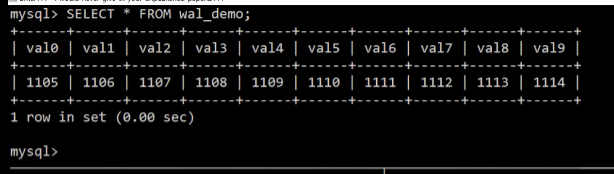 mysql> SELECT * FROM wal_demo;
+------+------+------+------+------+------+------+------+------+------+
| val0 | val1 | val2 | val3 | val4 | val5 | val6 | val7 | val8 | val9 |
+------+------+------+------+------+------+------+------+------+------+
| 1105 | 1106 | 1107 | 1108 | 1109 | 1110 | 1111 | 1112 | 1113 | 1114 |
+------+------+------+------+------+------+------+------+------+------+
1 row in set (0.00 sec)
mysql>